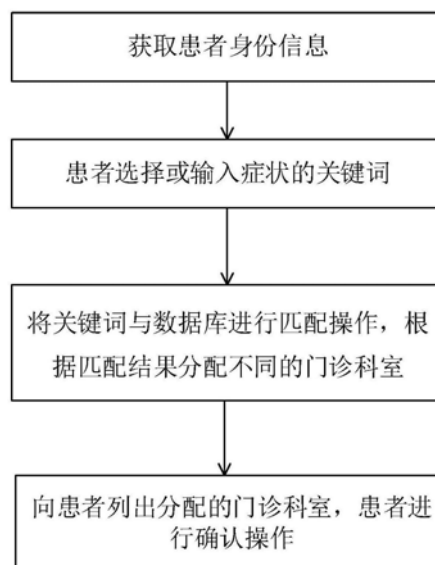 获取患者身份信息
患者选择或输入症状的关键词
将关键词与数据库进行匹配操作，根
据匹配结果分配不同的门诊科室
向患者列出分配的门诊科室，患者进
行确认操作